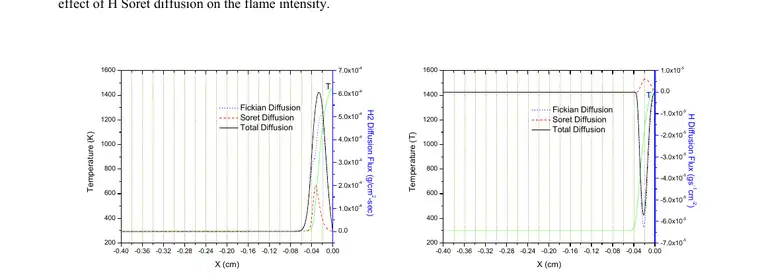 effect of H Soret diffusion on the flame intensity.
1600
1400
1200
1000
800
600
400
200
Temperature (K)
-0.40 -0.36 -0.32 -0.28 -0.24 -0.20 -0.16 -0.12 -0.08 -0.04 0.00
X (cm)
Fickian Diffusion
Soret Diffusion
Total Diffusion
T
7.0x10-4
6.0x10-4
5.0x10-4
4.0x10-4
3.0x10-4
2.0x10-4
1.0x10-4
0.0
H2 Diffusion Flux (g/cm2-sec)
1600
1400
1200
1000
800
600
400
200
Temperature (T)
-0.40 -0.36 -0.32 -0.28 -0.24 -0.20 -0.16 -0.12 -0.08 -0.04 0.00
X (cm)
Fickian Diffusion
Soret Diffusion
Total Diffusion
T
1.0x10-5
0.0
-1.0x10-5
-2.0x10-5
-3.0x10-5
-4.0x10-5
-5.0x10-5
-6.0x10-5
-7.0x10-5
H Diffusion Flux (gs-1cm-2)